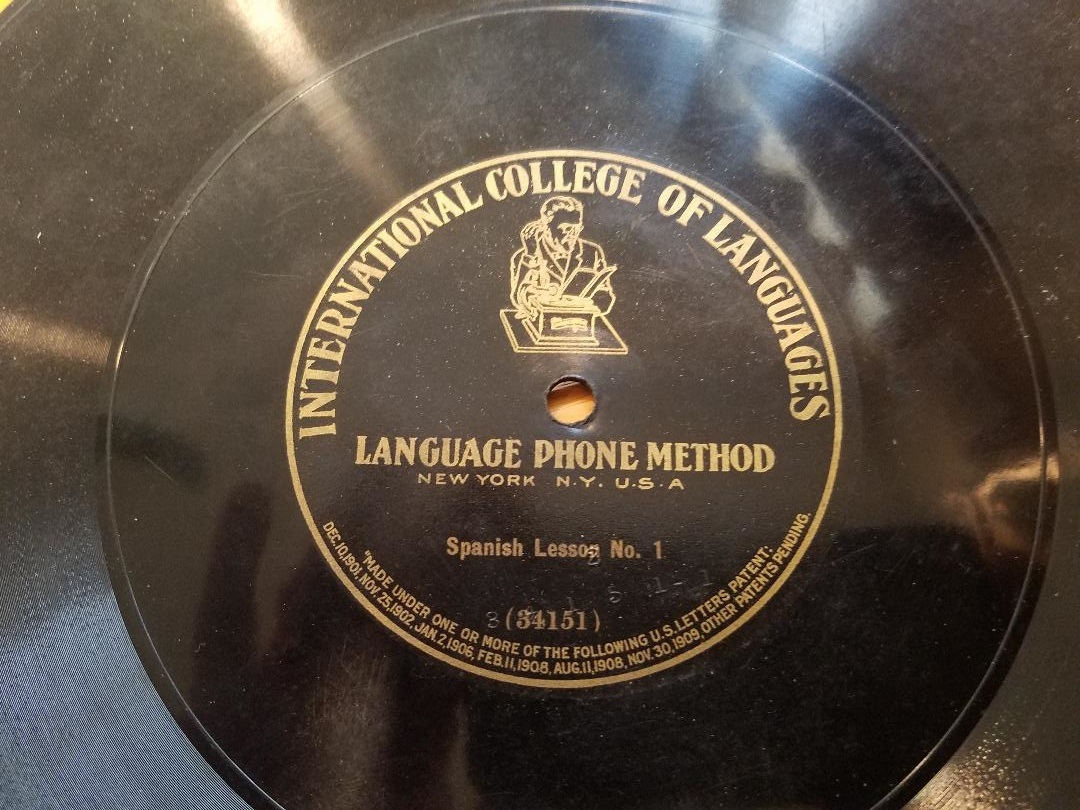 INTERNATIONAL COLLEGE OF LANGUAGES
LANGUAGE PHONE METHOD
NEW YORK N.Y. U.S.A
Spanish Lesson No. 1
(34151)
"MADE UNDER ONE OR MORE OF THE FOLLOWING U.S. LETTERS PATENT:
DEC.10,1901, NOV.25,1902, JAN.2,1906, FEB.11,1908, AUG.11,1908, NOV.30,1909, OTHER PATENTS PENDING.